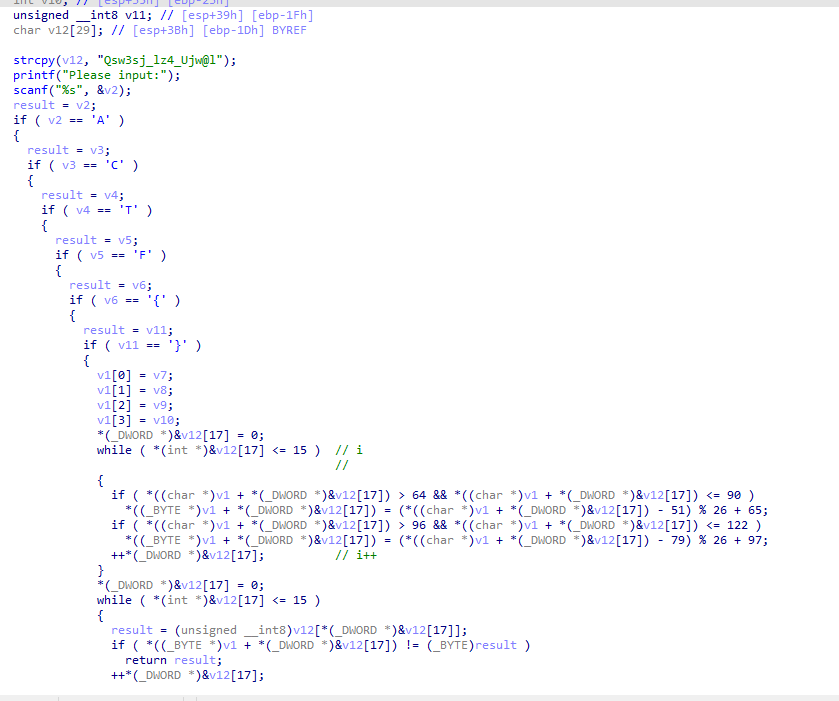 int v10; // [esp+35h] [ebp-23h]
unsigned __int8 v11; // [esp+39h] [ebp-1Fh]
char v12[29]; // [esp+3Bh] [ebp-1Dh] BYREF
strcpy(v12, "Qsw3sj_lz4_Ujw@l");
printf("Please input:");
scanf("%s", &v2);
result = v2;
if ( v2 == 'A' )
{
result = v3;
if ( v3 == 'C' )
{
result = v4;
if ( v4 == 'T' )
{
result = v5;
if ( v5 == 'F' )
{
result = v6;
if ( v6 == '{' )
{
result = v11;
if ( v11 == '}' )
{
v1[0] = v7;
v1[1] = v8;
v1[2] = v9;
v1[3] = v10;
*(_DWORD *)&v12[17] = 0;
while ( *(int *)&v12[17] <= 15 ) // i
//
{
if ( *((char *)v1 + *(_DWORD *)&v12[17]) > 64 && *((char *)v1 + *(_DWORD *)&v12[17]) <= 90 )
*((_BYTE *)v1 + *(_DWORD *)&v12[17]) = (*((char *)v1 + *(_DWORD *)&v12[17]) - 51) % 26 + 65;
if ( *((char *)v1 + *(_DWORD *)&v12[17]) > 96 && *((char *)v1 + *(_DWORD *)&v12[17]) <= 122 )
*((_BYTE *)v1 + *(_DWORD *)&v12[17]) = (*((char *)v1 + *(_DWORD *)&v12[17]) - 79) % 26 + 97;
++*(_DWORD *)&v12[17]; // i++
}
*(_DWORD *)&v12[17] = 0;
while ( *(int *)&v12[17] <= 15 )
{
result = (unsigned __int8)v12[*(_DWORD *)&v12[17]];
if ( *((_BYTE *)v1 + *(_DWORD *)&v12[17]) != (_BYTE)result )
return result;
++*(_DWORD *)&v12[17];